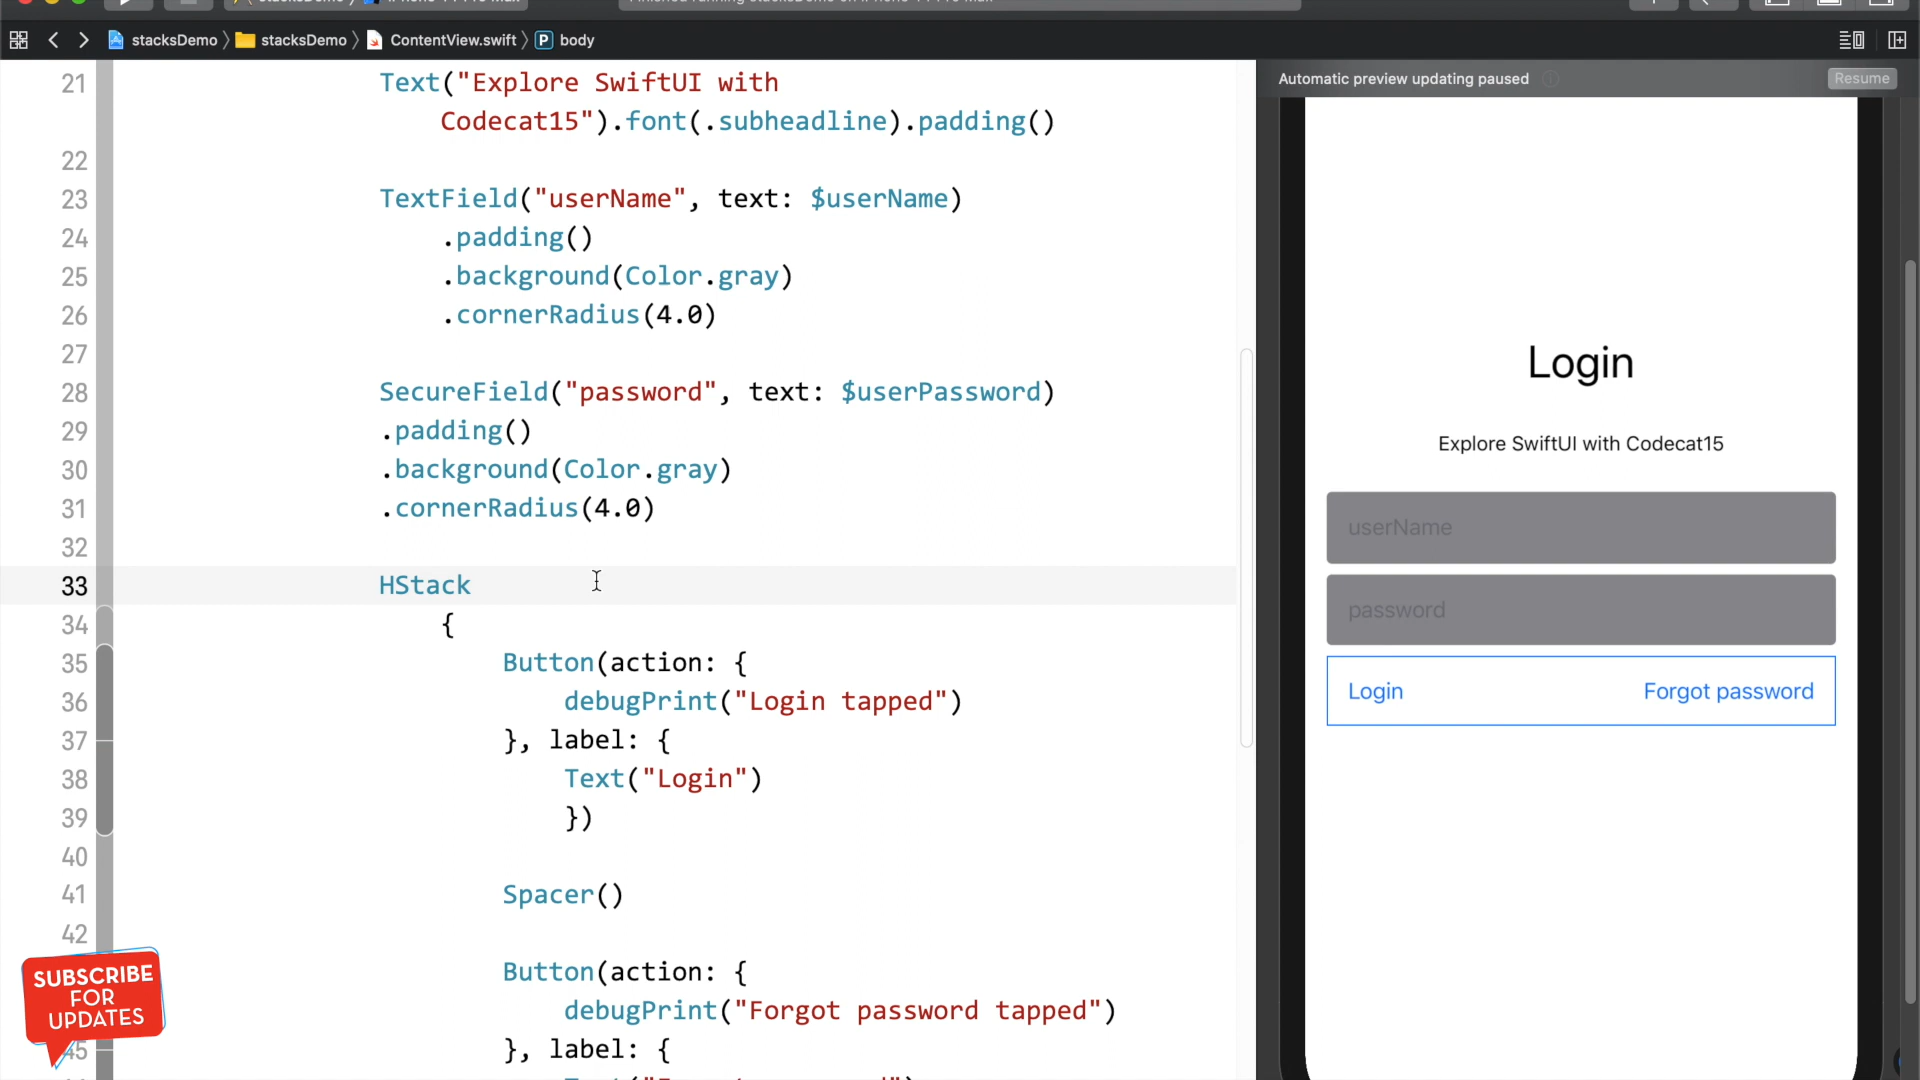 stacksDemo
stacksDemo
ContentView.swift
P
body
Automatic preview updating paused
Resume
21 Text("Explore SwiftUI with
Codecat15").font(.subheadline).padding()
22
23 TextField("userName", text: $userName)
24 .padding()
25 .background(Color.gray)
26 .cornerRadius(4.0)
27
28 SecureField("password", text: $userPassword)
29 .padding()
30 .background(Color.gray)
31 .cornerRadius(4.0)
32
33 HStack
34 {
35 Button(action: {
36 debugPrint("Login tapped")
37 }, label: {
38 Text("Login")
39 })
40
41 Spacer()
42
Button(action: {
debugPrint("Forgot password tapped")
45 }, label: {
SUBSCRIBE
FOR
UPDATES
Login
Explore SwiftUI with Codecat15
userName
password
Login
Forgot password